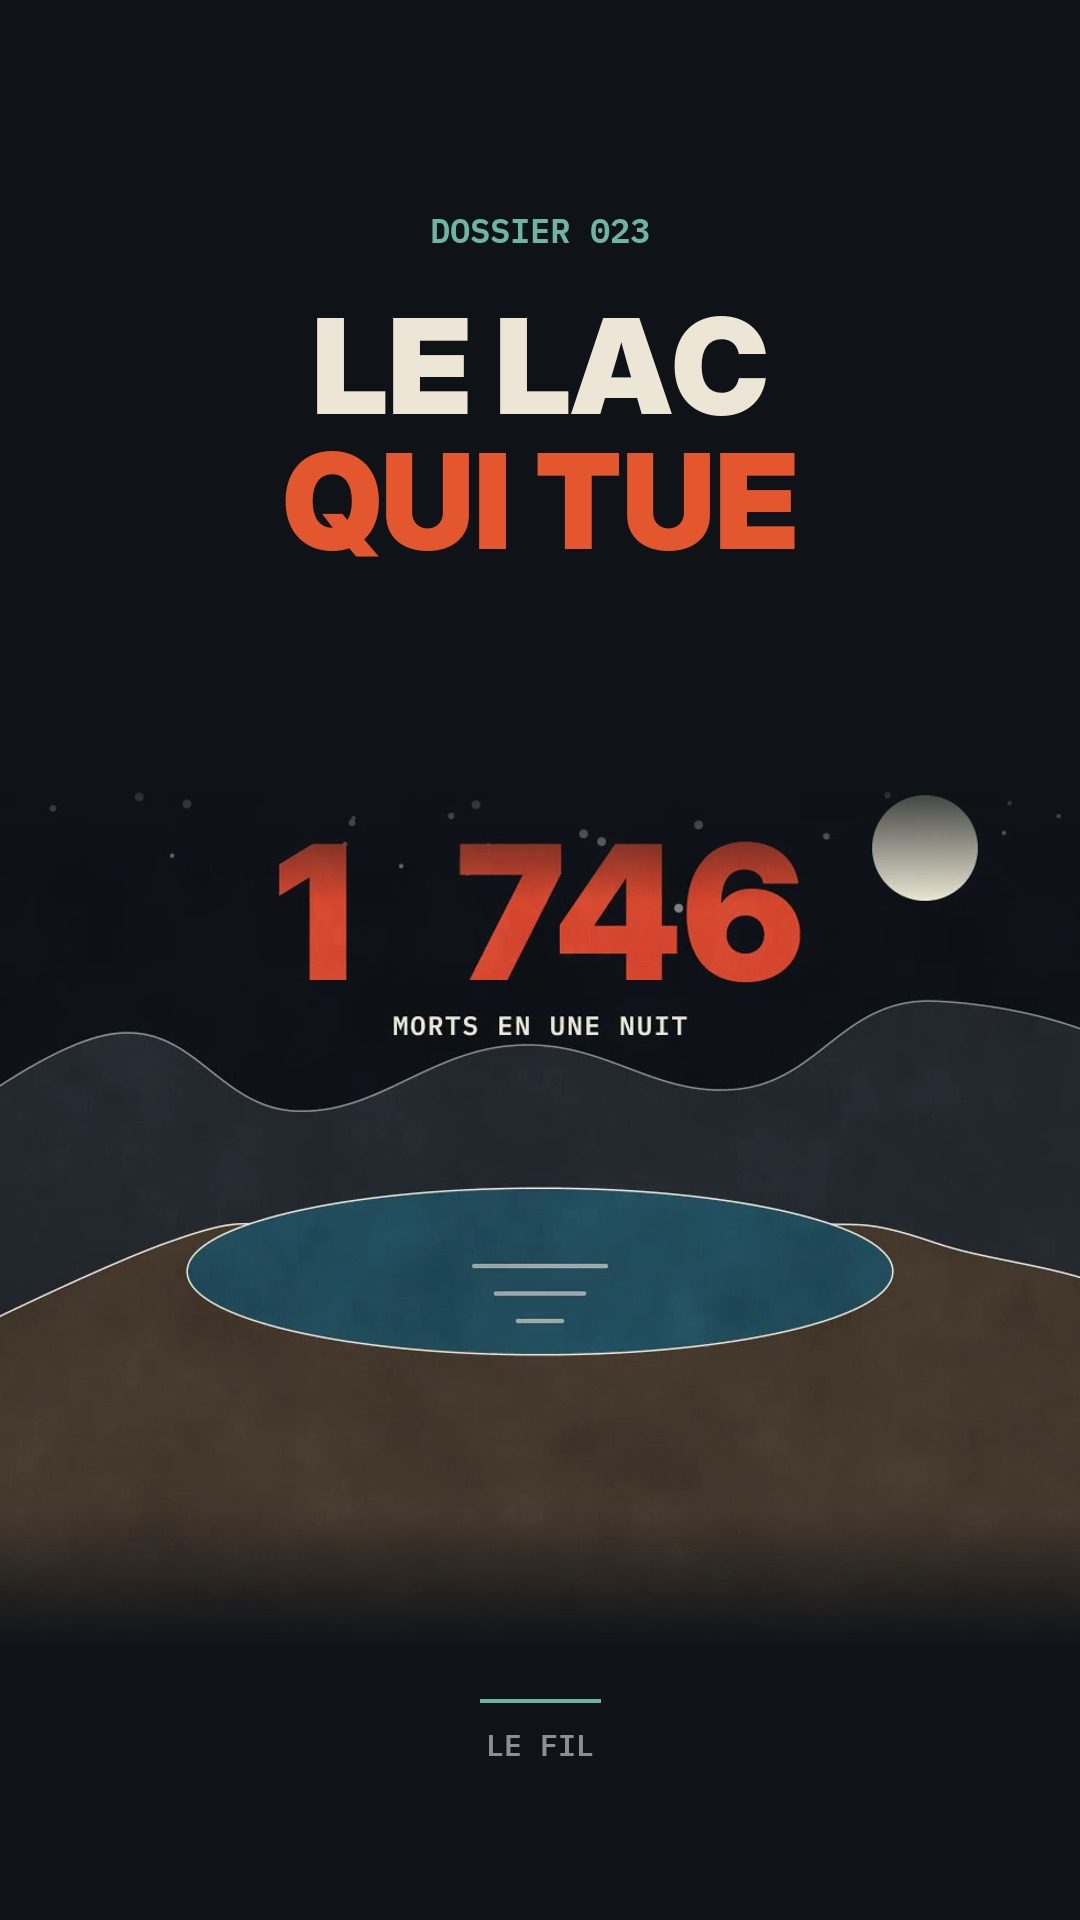 DOSSIER 023
LE LAC
QUI TUE
1 746
MORTS EN UNE NUIT
LE FIL